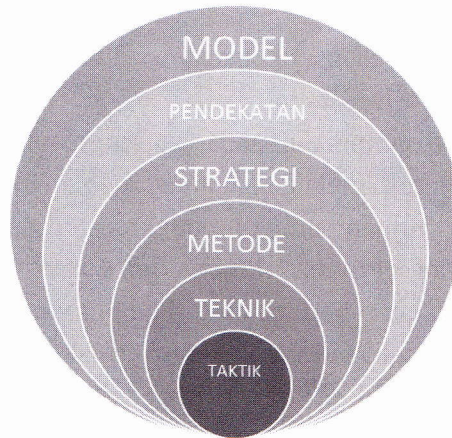 MODEL
PENDEKATAN
STRATEGI
METODE
TEKNIK
TAKTIK